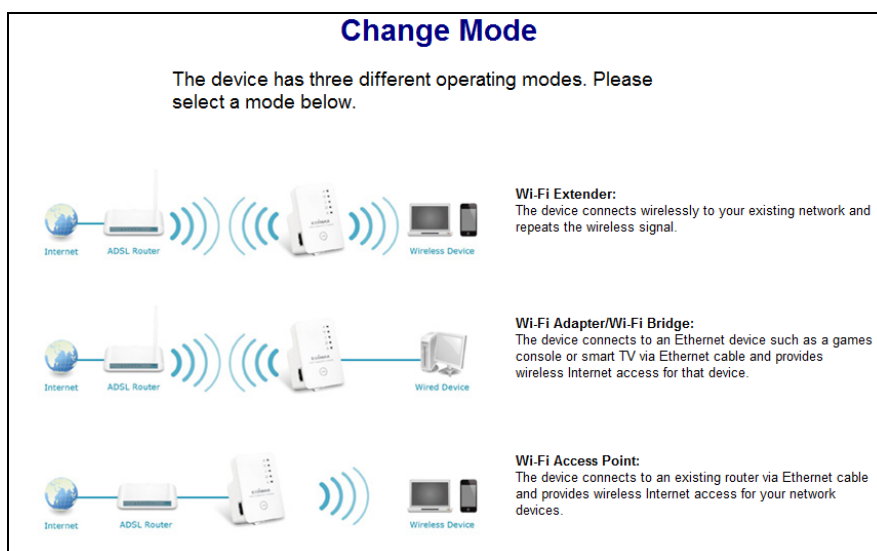 Change Mode
The device has three different operating modes. Please
select a mode below.
Wi-Fi Extender:
The device connects wirelessly to your existing network and
repeats the wireless signal.
Internet
ADSL Router
EDIMAX
Wireless Device
Wi-Fi Adapter/Wi-Fi Bridge:
The device connects to an Ethernet device such as a games
console or smart TV via Ethernet cable and provides
wireless Internet access for that device.
Internet
ADSL Router
EDIMAX
Wired Device
Wi-Fi Access Point:
The device connects to an existing router via Ethernet cable
and provides wireless Internet access for your network
devices.
Internet
ADSL Router
EDIMAX
Wireless Device